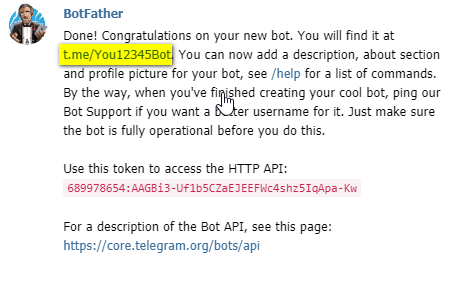 BotFather
Done! Congratulations on your new bot. You will find it at
t.me/You12345Bot. You can now add a description, about section
and profile picture for your bot, see /help for a list of commands.
By the way, when you've finished creating your cool bot, ping our
Bot Support if you want a better username for it. Just make sure
the bot is fully operational before you do this.
Use this token to access the HTTP API:
689978654:AAGBi3-Uf1b5CZaEJEEFWc4shz5IqApa-Kw
For a description of the Bot API, see this page:
https://core.telegram.org/bots/api